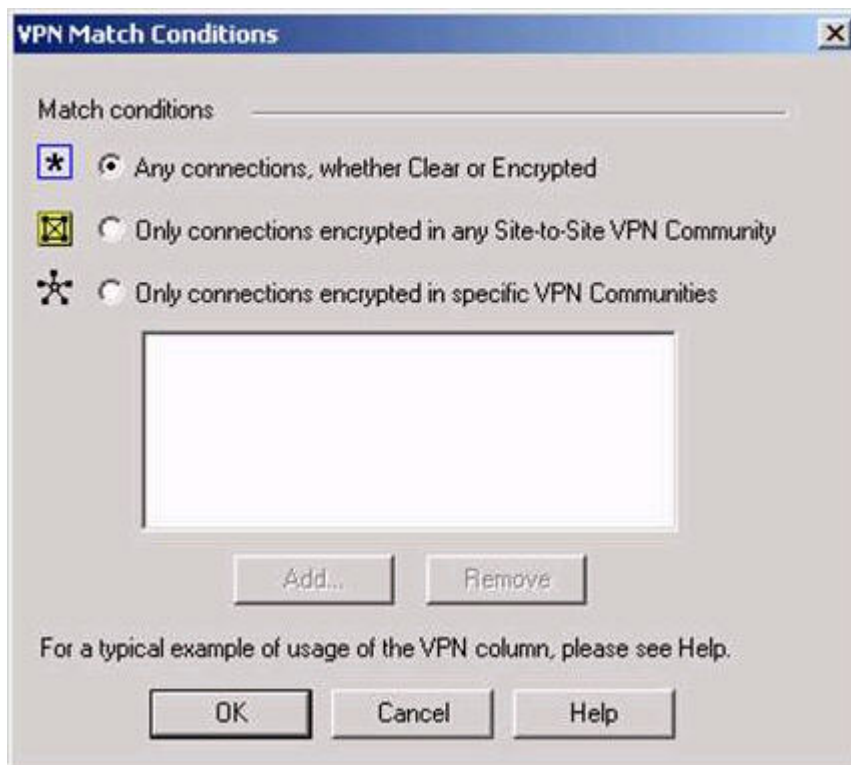 VPN Match Conditions
Match conditions
Any connections, whether Clear or Encrypted
Only connections encrypted in any Site-to-Site VPN Community
Only connections encrypted in specific VPN Communities
Add...
Remove
For a typical example of usage of the VPN column, please see Help.
OK
Cancel
Help